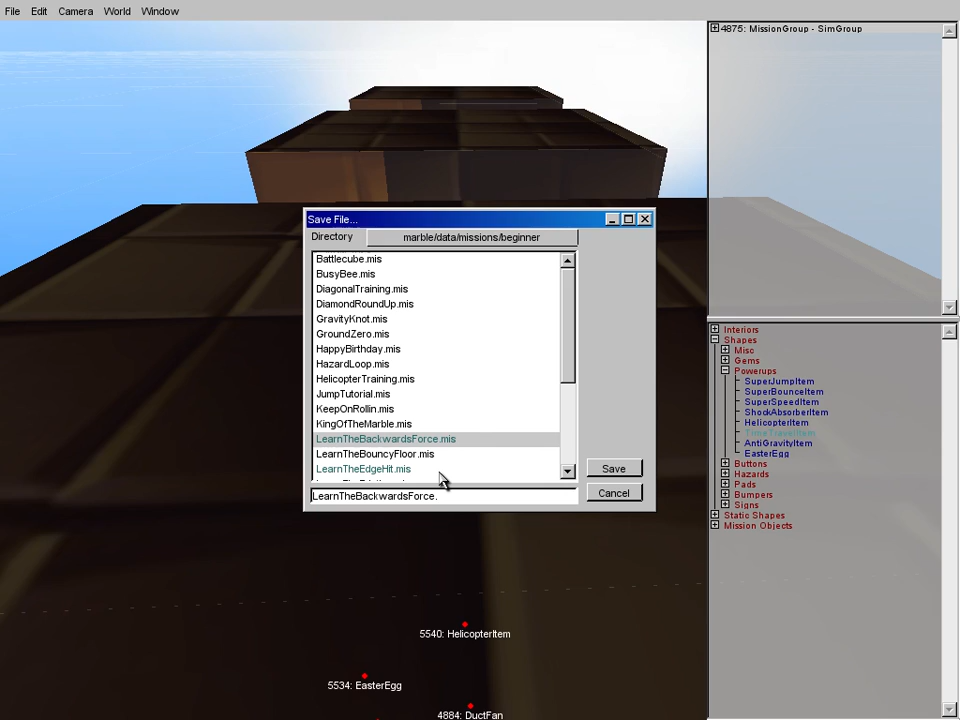 File Edit Camera World Window
4875: MissionGroup - SimGroup
Save File...
Directory marble/data/missions/beginner
Battlecube.mis
BusyBee.mis
DiagonalTraining.mis
DiamondRoundUp.mis
GravityKnot.mis
GroundZero.mis
HappyBirthday.mis
HazardLoop.mis
HelicopterTraining.mis
JumpTutorial.mis
KeepOnRollin.mis
KingOfTheMarble.mis
LearnTheBackwardsForce.mis
LearnTheBouncyFloor.mis
LearnTheEdgeHit.mis
LearnTheBackwardsForce.
Save
Cancel
Interiors
Shapes
Misc
Gems
Powerups
SuperJumpItem
SuperBounceItem
SuperSpeedItem
ShockAbsorberItem
HelicopterItem
TimeTravelItem
AntiGravityItem
EasterEgg
Buttons
Hazards
Pads
Bumpers
Signs
Static Shapes
Mission Objects
5540: HelicopterItem
5534: EasterEgg
4884: DuctFan